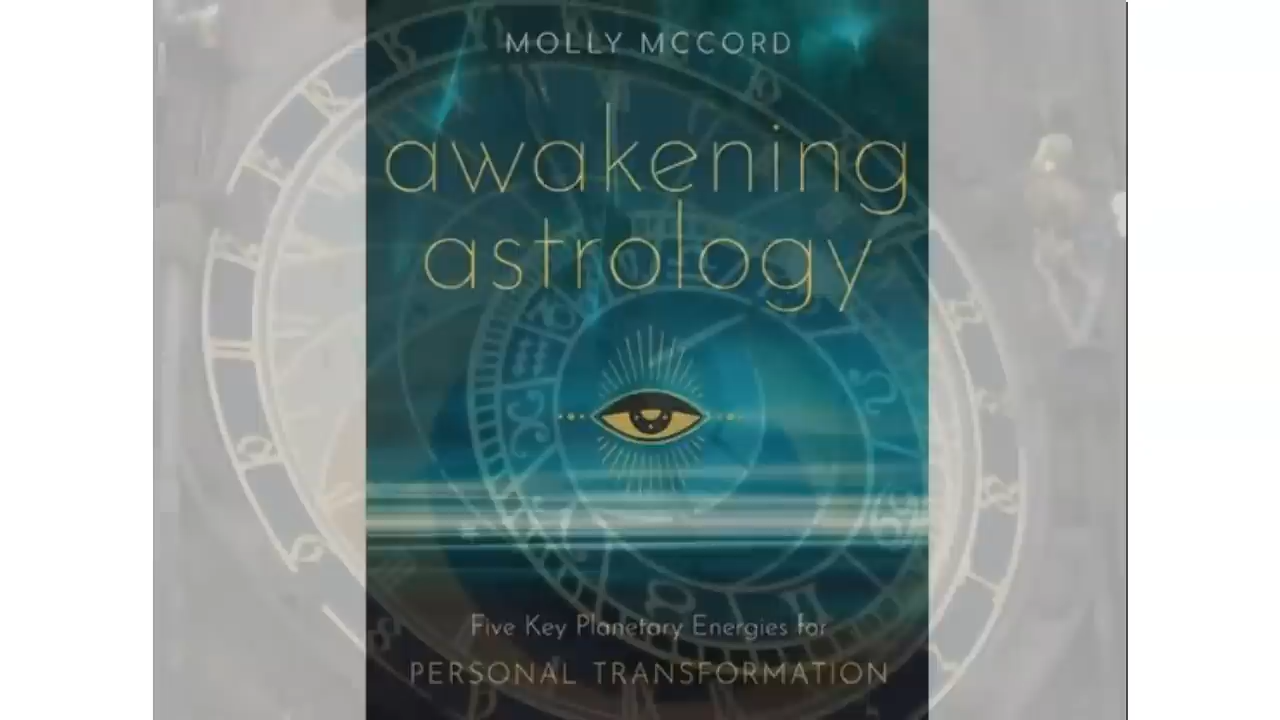 MOLLY MCCORD
awakening
astrology
Five Key Planetary Energies for
PERSONAL TRANSFORMATION